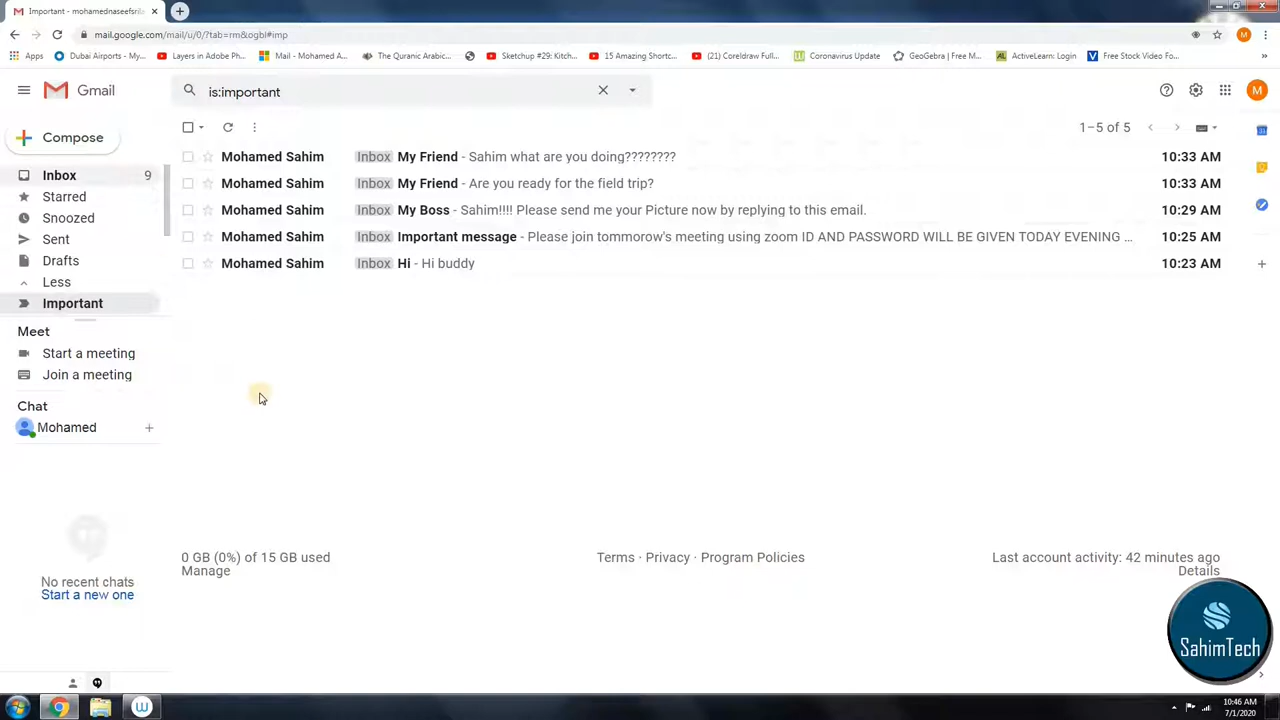 Important - mohamednaseefsrila
mail.google.com/mail/u/0/?tab=rm&ogbl#imp
M
Apps
Dubai Airports - My...
Layers in Adobe Ph...
Mail - Mohamed A...
The Quranic Arabic...
Sketchup #29: Kitch...
15 Amazing Shortc...
(21) Coreldraw Full...
Coronavirus Update
GeoGebra | Free M...
ActiveLearn: Login
Free Stock Video Fo...
Gmail
is:important
M
Compose
1–5 of 5
Inbox 9
Starred
Snoozed
Sent
Drafts
Less
Important
Mohamed Sahim Inbox My Friend - Sahim what are you doing???????? 10:33 AM
Mohamed Sahim Inbox My Friend - Are you ready for the field trip? 10:33 AM
Mohamed Sahim Inbox My Boss - Sahim!!!! Please send me your Picture now by replying to this email. 10:29 AM
Mohamed Sahim Inbox Important message - Please join tommorow's meeting using zoom ID AND PASSWORD WILL BE GIVEN TODAY EVENING ... 10:25 AM
Mohamed Sahim Inbox Hi - Hi buddy 10:23 AM
Meet
Start a meeting
Join a meeting
Chat
Mohamed
No recent chats
Start a new one
0 GB (0%) of 15 GB used
Manage
Terms · Privacy · Program Policies
Last account activity: 42 minutes ago
Details
SahimTech
10:46 AM
7/1/2020